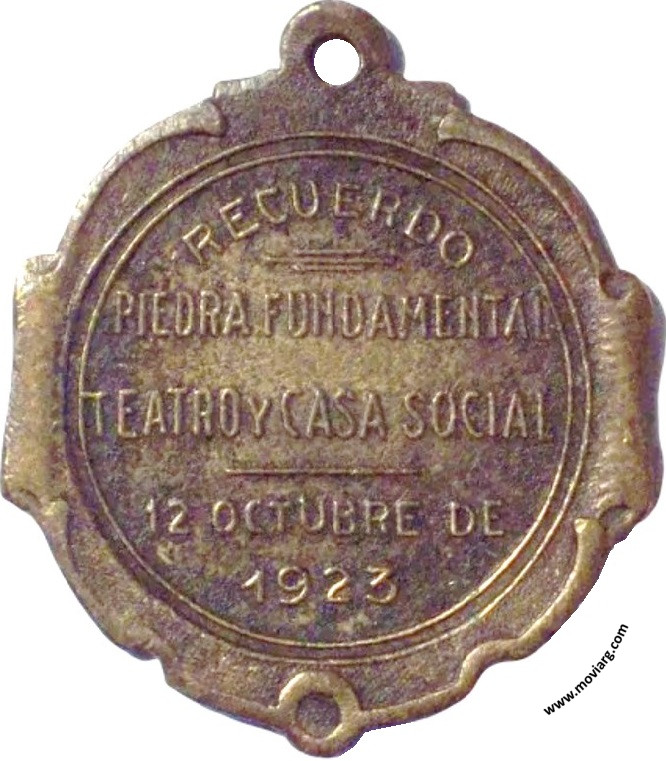 RECUERDO
PIEDRA FUNDAMENTAL
TEATRO Y CASA SOCIAL
12 OCTUBRE DE
1923
www.moviarg.com